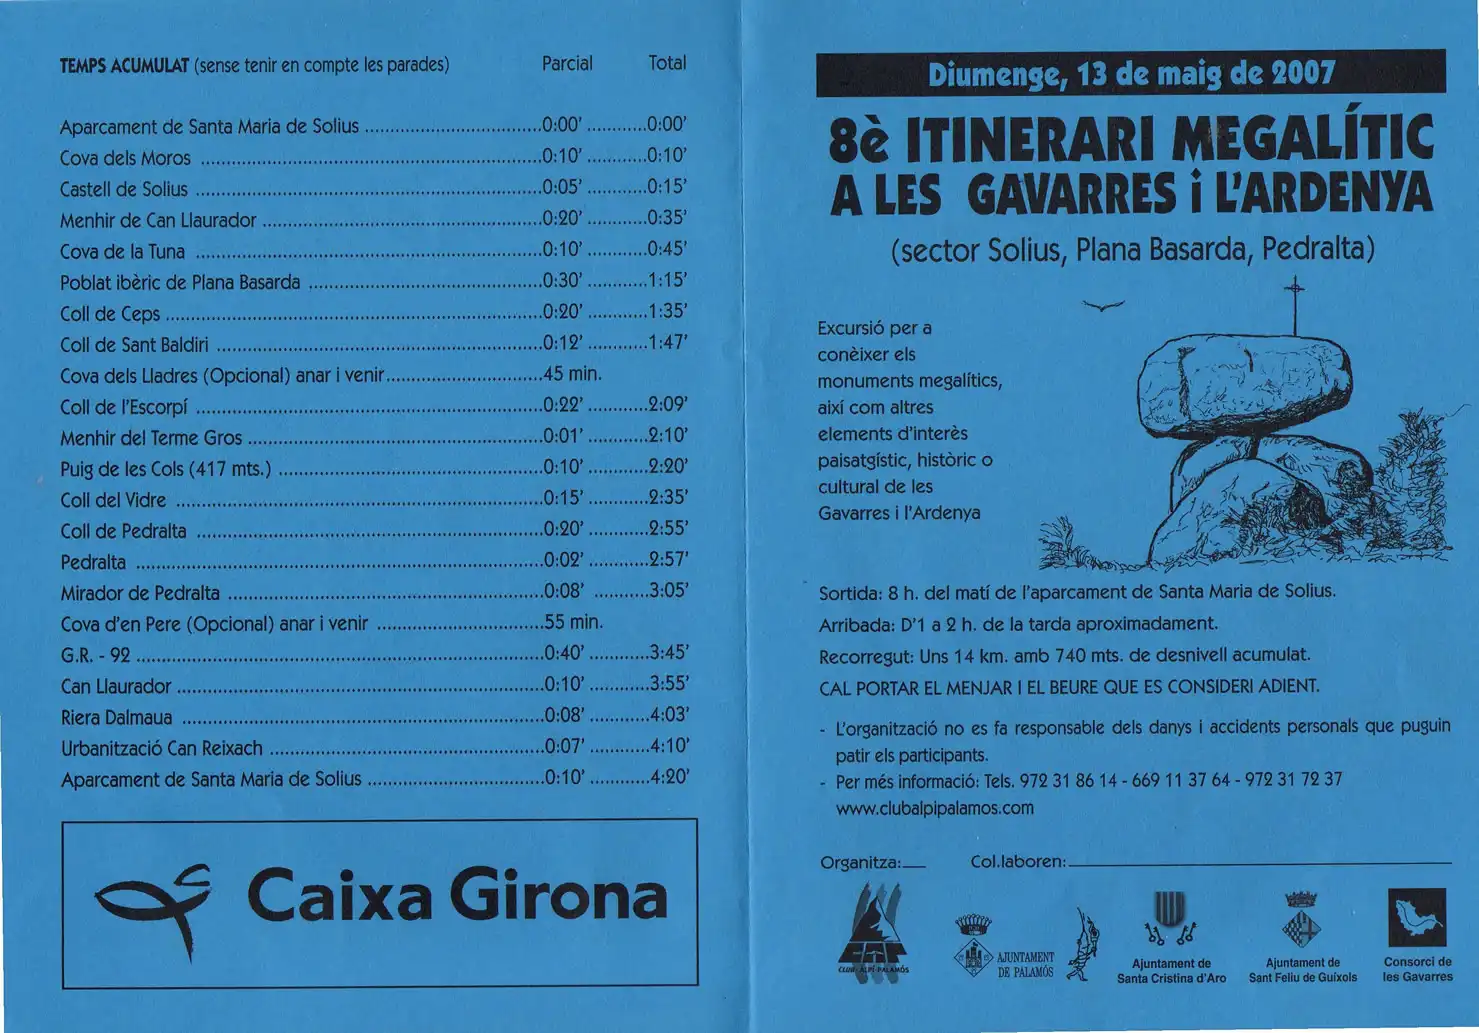 TEMPS ACUMULAT (sense tenir en compte les parades) Parcial Total
Aparcament de Santa Maria de Solius ................................0:00' ...........0:00'
Cova dels Moros ................................0:10' ...........0:10'
Castell de Solius ................................0:05' ...........0:15'
Menhir de Can Llaurador ................................0:20' ...........0:35'
Cova de la Tuna ................................0:10' ...........0:45'
Poblat ibèric de Plana Basarda ................................0:30' ...........1:15'
Coll de Ceps ................................0:20' ...........1:35'
Coll de Sant Baldiri ................................0:12' ...........1:47'
Cova dels Lladres (Opcional) anar i venir................................45 min.
Coll de l'Escorpí ................................0:22' ...........2:09'
Menhir del Terme Gros ................................0:01' ...........2:10'
Puig de les Cols (417 mts.) ................................0:10' ...........2:20'
Coll del Vidre ................................0:15' ...........2:35'
Coll de Pedralta ................................0:20' ...........2:55'
Pedralta ................................0:02' ...........2:57'
Mirador de Pedralta ................................0:08' ...........3:05'
Cova d'en Pere (Opcional) anar i venir ................................55 min.
G.R. - 92 ................................0:40' ...........3:45'
Can Llaurador ................................0:10' ...........3:55'
Riera Dalmaua ................................0:08' ...........4:03'
Urbanització Can Reixach ................................0:07' ...........4:10'
Aparcament de Santa Maria de Solius ................................0:10' ...........4:20'
Caixa Girona
Diumenge, 13 de maig de 2007
8è ITINERARI MEGALÍTIC
A LES GAVARRES i L'ARDENYA
(sector Solius, Plana Basarda, Pedralta)
Excursió per a
conèixer els
monuments megalítics,
així com altres
elements d'interès
paisatgístic, històric o
cultural de les
Gavarres i l'Ardenya
Sortida: 8 h. del matí de l'aparcament de Santa Maria de Solius.
Arribada: D'1 a 2 h. de la tarda aproximadament.
Recorregut: Uns 14 km. amb 740 mts. de desnivell acumulat.
CAL PORTAR EL MENJAR I EL BEURE QUE ES CONSIDERI ADIENT.
- L'organització no es fa responsable dels danys i accidents personals que puguin
patir els participants.
- Per més informació: Tels. 972 31 86 14 - 669 11 37 64 - 972 31 72 37
www.clubalpipalamos.com
Organitza: Col.laboren:
CAP
CLUB ALPÍ PALAMÓS
AJUNTAMENT
DE PALAMÓS
Ajuntament de
Santa Cristina d'Aro
Ajuntament de
Sant Feliu de Guíxols
Consorci de
les Gavarres